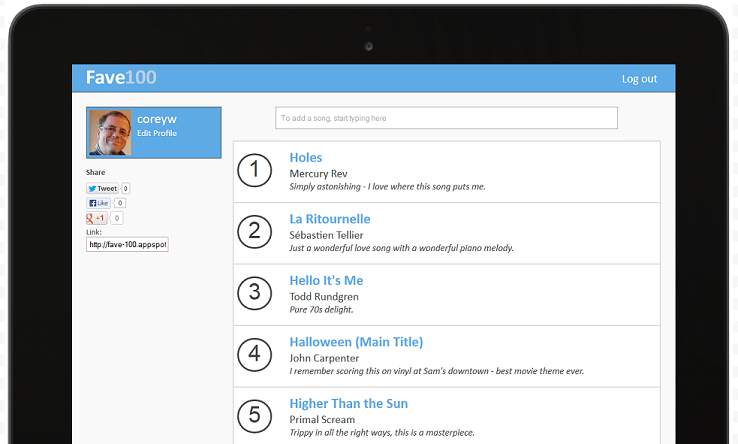 Fave100
Log out
coreyw
Edit Profile
Share
Tweet 0
Like 0
+1 0
Link:
http://fave-100.appspot
To add a song, start typing here
1
Holes
Mercury Rev
Simply astonishing - I love where this song puts me.
2
La Ritournelle
Sébastien Tellier
Just a wonderful love song with a wonderful piano melody.
3
Hello It's Me
Todd Rundgren
Pure 70s delight.
4
Halloween (Main Title)
John Carpenter
I remember scoring this on vinyl at Sam's downtown - best movie theme ever.
5
Higher Than the Sun
Primal Scream
Trippy in all the right ways, this is a masterpiece.